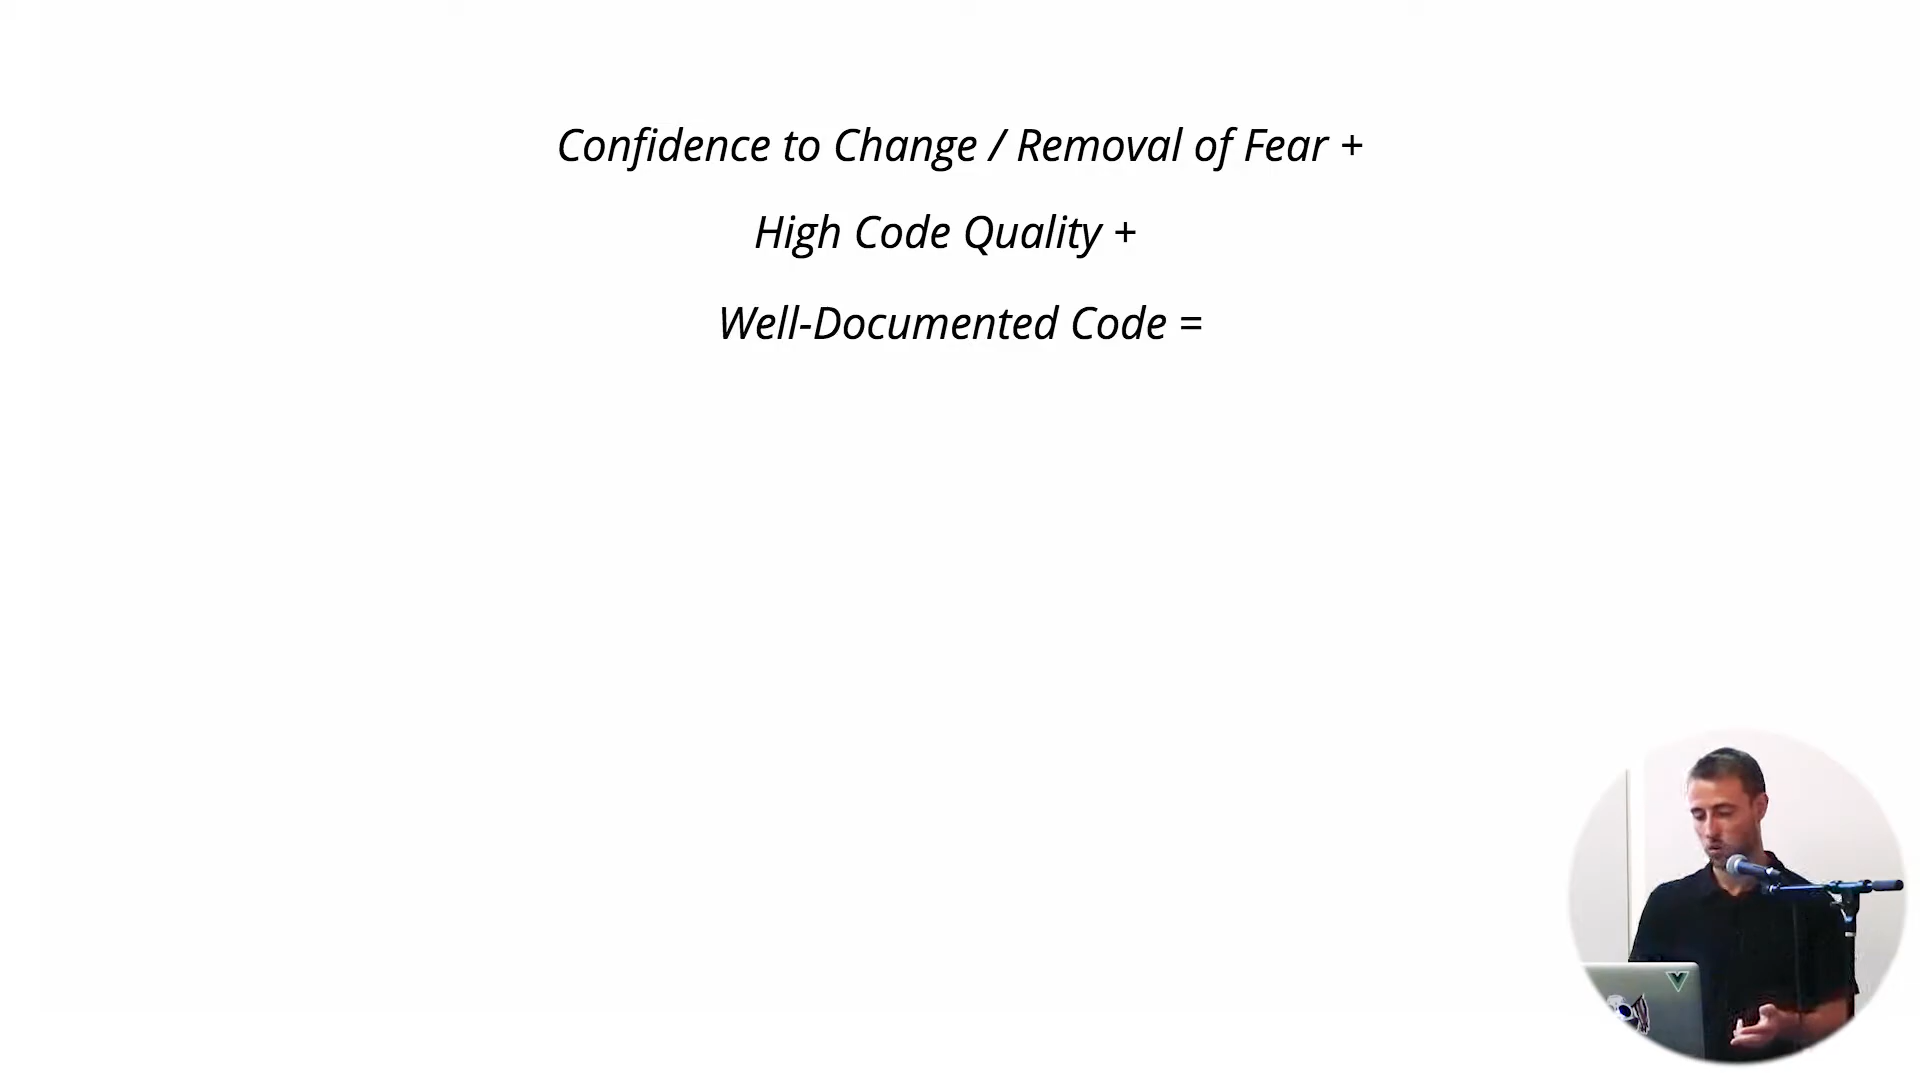 Confidence to Change / Removal of Fear +
High Code Quality +
Well-Documented Code =